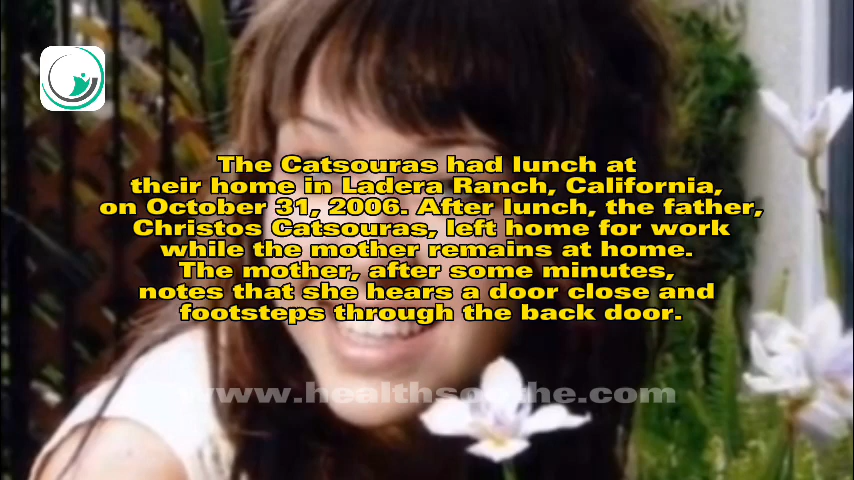 The Catsouras had lunch at
their home in Ladera Ranch, California,
on October 31, 2006. After lunch, the father,
Christos Catsouras, left home for work
while the mother remains at home.
The mother, after some minutes,
notes that she hears a door close and
footsteps through the back door.